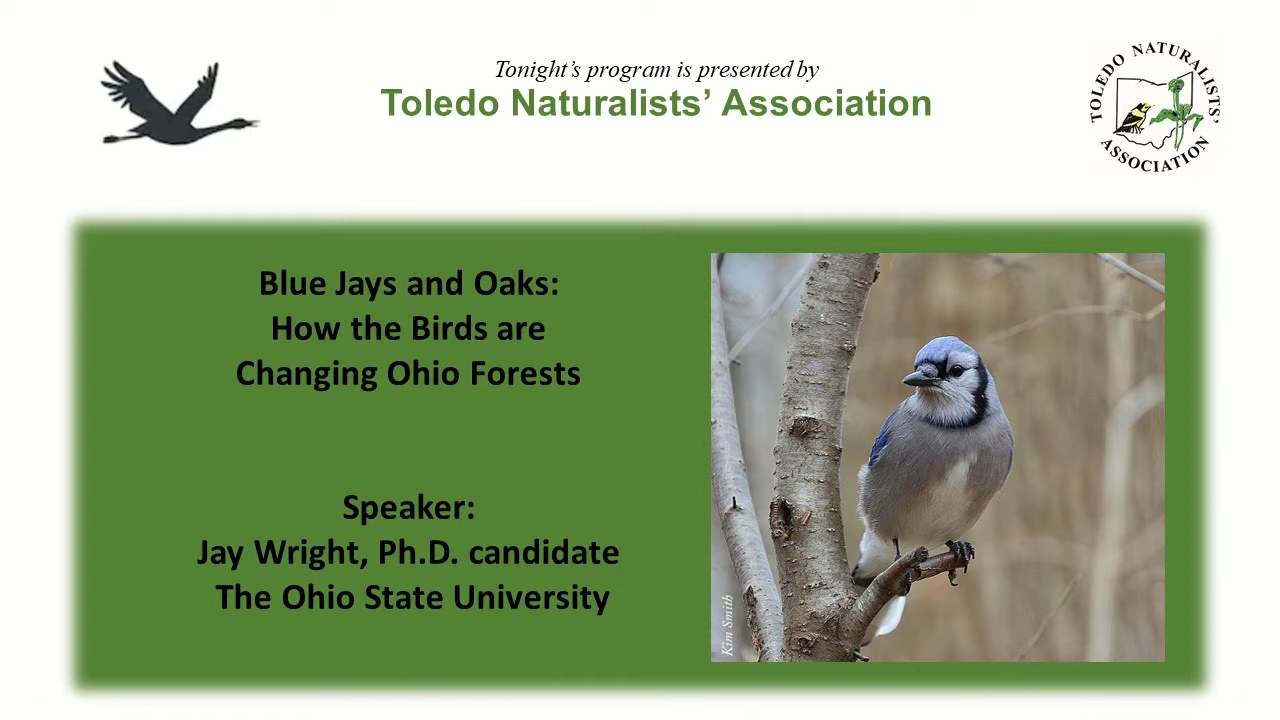 Tonight’s program is presented by
Toledo Naturalists’ Association
TOLEDO NATURALISTS’
ASSOCIATION
Blue Jays and Oaks:
How the Birds are
Changing Ohio Forests
Speaker:
Jay Wright, Ph.D. candidate
The Ohio State University
Kim Smith